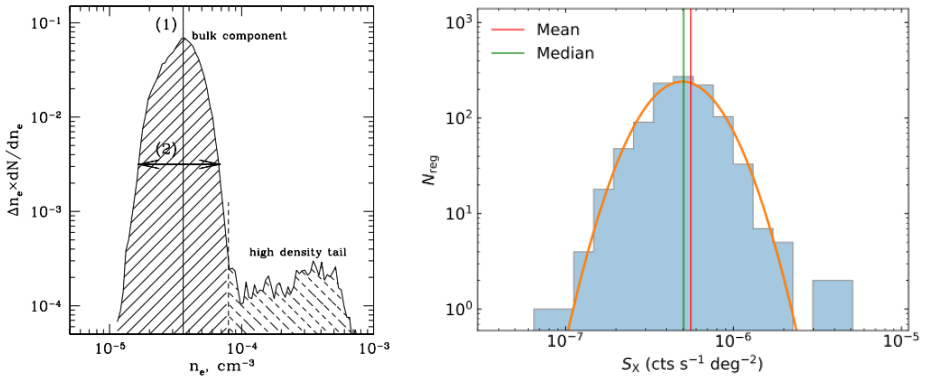 10⁻¹
10⁻²
10⁻³
10⁻⁴
Δnₑ×dN/dnₑ
(1)
bulk component
(2)
high density tail
10⁻⁵
10⁻⁴
10⁻³
nₑ, cm⁻³
10³
10²
10¹
10⁰
N_reg
Mean
Median
10⁻⁷
10⁻⁶
10⁻⁵
S_X (cts s⁻¹ deg⁻²)